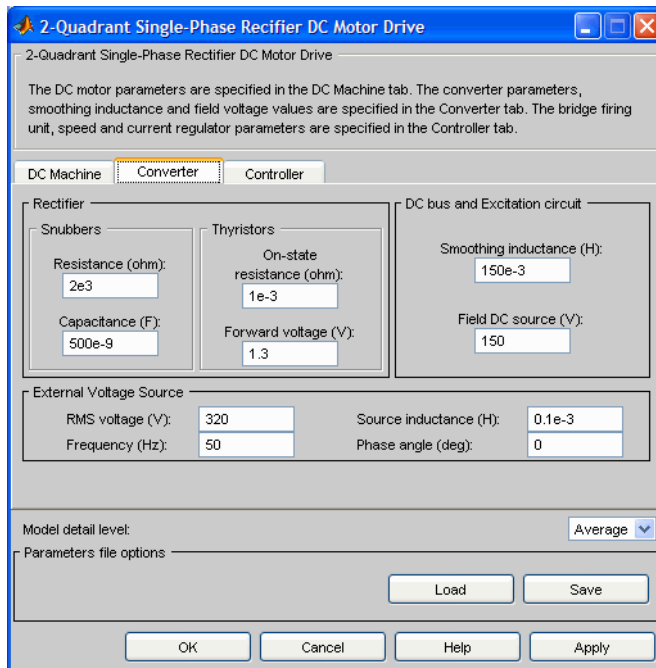 2-Quadrant Single-Phase Rectifier DC Motor Drive
2-Quadrant Single-Phase Rectifier DC Motor Drive
The DC motor parameters are specified in the DC Machine tab. The converter parameters,
smoothing inductance and field voltage values are specified in the Converter tab. The bridge firing
unit, speed and current regulator parameters are specified in the Controller tab.
DC Machine
Converter
Controller
Rectifier
Snubbers
Resistance (ohm):
2e3
Capacitance (F):
500e-9
Thyristors
On-state
resistance (ohm):
1e-3
Forward voltage (V):
1.3
DC bus and Excitation circuit
Smoothing inductance (H):
150e-3
Field DC source (V):
150
External Voltage Source
RMS voltage (V): 320
Source inductance (H): 0.1e-3
Frequency (Hz): 50
Phase angle (deg): 0
Model detail level: Average
Parameters file options
Load
Save
OK
Cancel
Help
Apply